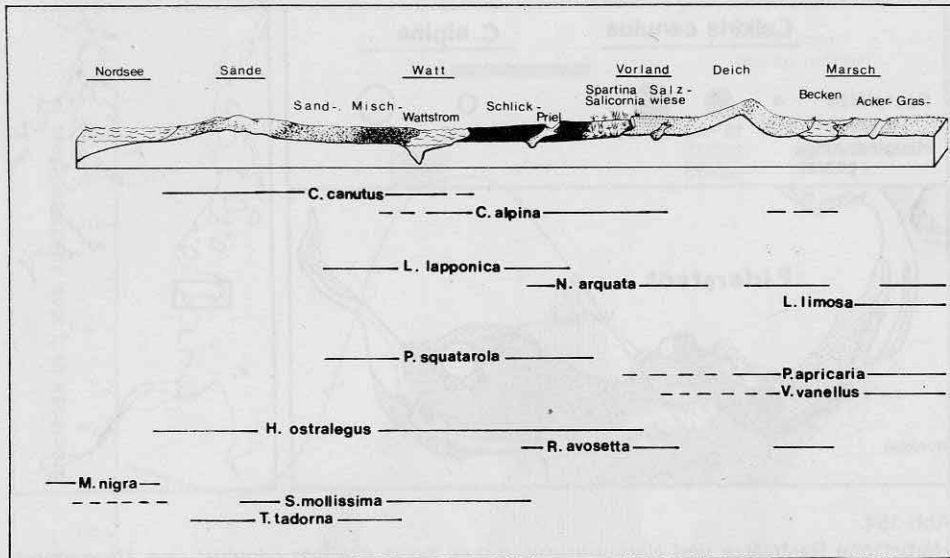 Nordsee Sände Watt Vorland Deich Marsch
Spartina Salz-
Salicornia wiese
Becken
Sand-. Misch- Schlick- Acker- Gras-
Wattstrom Priel
C. canutus
C. alpina
L. lapponica
N. arquata
L. limosa
P. squatarola
P. apricaria
V. vanellus
H. ostralegus
R. avosetta
M. nigra
S. mollissima
T. tadorna